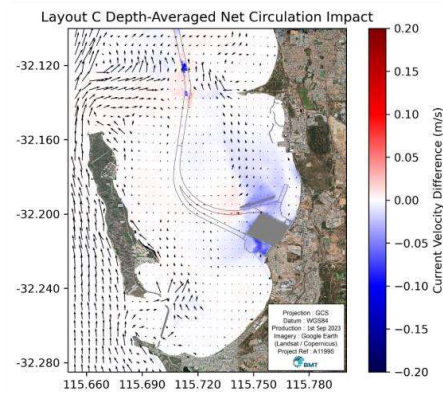 Layout C Depth-Averaged Net Circulation Impact
-32.120
-32.160
-32.200
-32.240
-32.280
115.660
115.690
115.720
115.760
115.790
0.20
0.15
0.10
0.05
0.00
−0.05
−0.10
−0.15
−0.20
Current Velocity Difference (m/s)
Projection : GCS
Datum : WGS84
Production : 1st Sep 2023
Imagery : Google Earth
(Landsat / Copernicus)
Project Ref : A11995
BMT